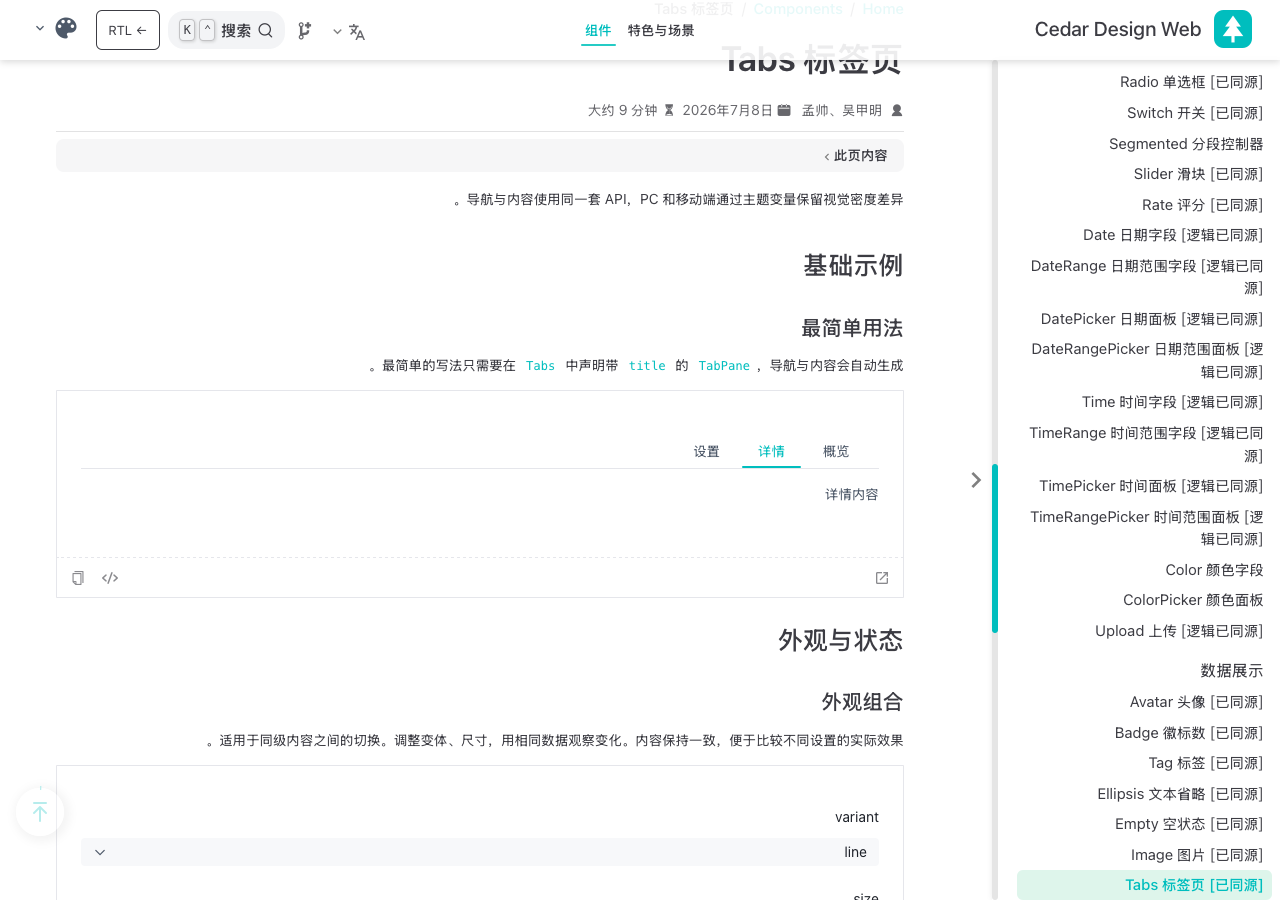 Cedar Design Web
组件
特色与场景
K ^ 搜索
RTL ←
Home / Components / Tabs 标签页
Tabs 标签页
孟帅、吴甲明 2026年7月8日 大约 9 分钟
此页内容
导航与内容使用同一套 API，PC 和移动端通过主题变量保留视觉密度差异。
基础示例
最简单用法
最简单的写法只需要在 Tabs 中声明带 title 的 TabPane，导航与内容会自动生成。
概览
详情
设置
详情内容
</>
外观与状态
外观组合
适用于同级内容之间的切换。调整变体、尺寸，用相同数据观察变化。内容保持一致，便于比较不同设置的实际效果。
variant
line
size
Radio 单选框 [已同源]
Switch 开关 [已同源]
Segmented 分段控制器
Slider 滑块 [已同源]
Rate 评分 [已同源]
Date 日期字段 [逻辑已同源]
DateRange 日期范围字段 [逻辑已同
源]
DatePicker 日期面板 [逻辑已同源]
DateRangePicker 日期范围面板 [逻
辑已同源]
Time 时间字段 [逻辑已同源]
TimeRange 时间范围字段 [逻辑已同
源]
TimePicker 时间面板 [逻辑已同源]
TimeRangePicker 时间范围面板 [逻
辑已同源]
Color 颜色字段
ColorPicker 颜色面板
Upload 上传 [逻辑已同源]
数据展示
Avatar 头像 [已同源]
Badge 徽标数 [已同源]
Tag 标签 [已同源]
Ellipsis 文本省略 [已同源]
Empty 空状态 [已同源]
Image 图片 [已同源]
Tabs 标签页 [已同源]